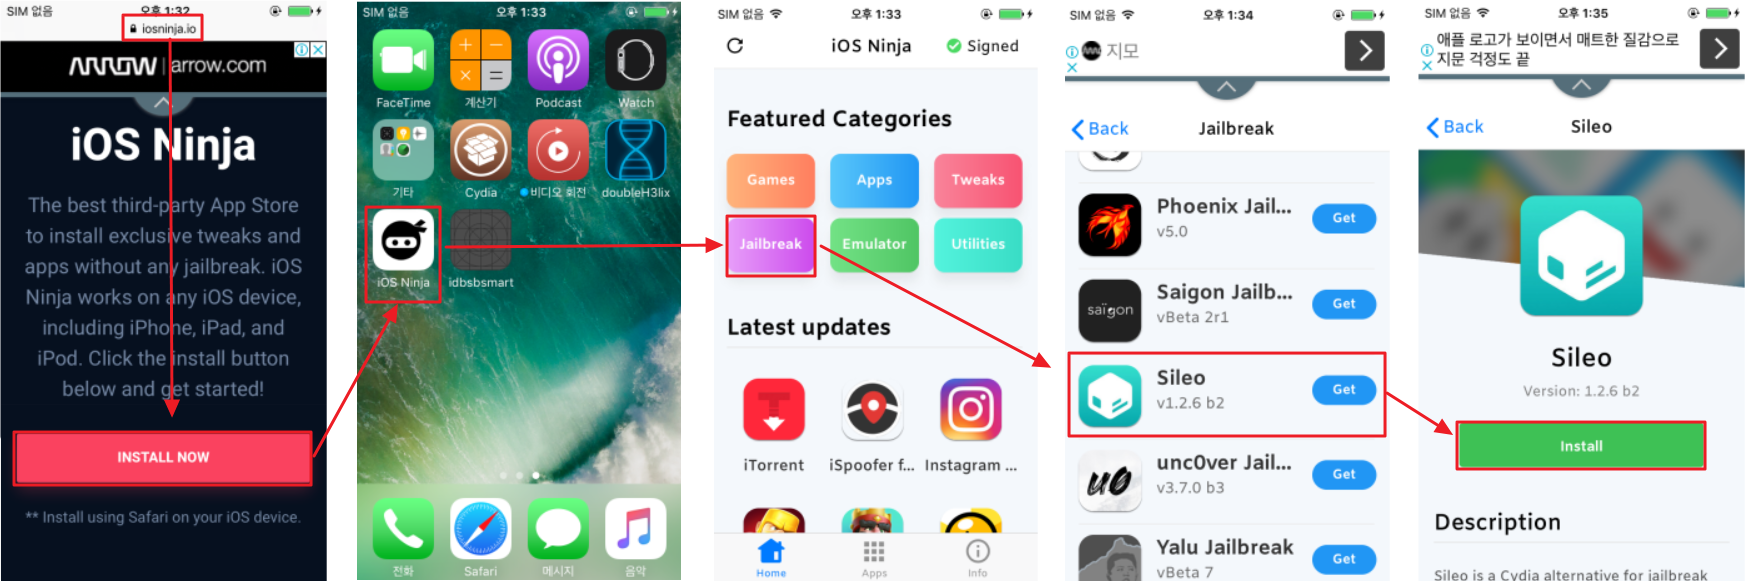 SIM 없음
오후 1:32
iosninja.io
arrow.com
iOS Ninja
The best third-party App Store
to install exclusive tweaks and
apps without any jailbreak. iOS
Ninja works on any iOS device,
including iPhone, iPad, and
iPod. Click the install button
below and get started!
INSTALL NOW
** Install using Safari on your iOS device.
SIM 없음
오후 1:33
FaceTime
계산기
Podcast
Watch
기타
Cydia
비디오 회전
doubleH3lix
iOS Ninja
idbsbsmart
전화
Safari
메시지
음악
SIM 없음
오후 1:33
iOS Ninja
Signed
Featured Categories
Games
Apps
Tweaks
Jailbreak
Emulator
Utilities
Latest updates
iTorrent
iSpoofer f...
Instagram ...
Home
Apps
Info
SIM 없음
오후 1:34
지모
Back
Jailbreak
Phoenix Jail...
v5.0
Get
saïgon
Saigon Jailb...
vBeta 2r1
Get
Sileo
v1.2.6 b2
Get
u0
unc0ver Jail...
v3.7.0 b3
Get
Yalu Jailbreak
vBeta 7
Get
SIM 없음
오후 1:35
애플 로고가 보이면서 매트한 질감으로
지문 걱정도 끝
Back
Sileo
Sileo
Version: 1.2.6 b2
Install
Description
Sileo is a Cydia alternative for jailbreak